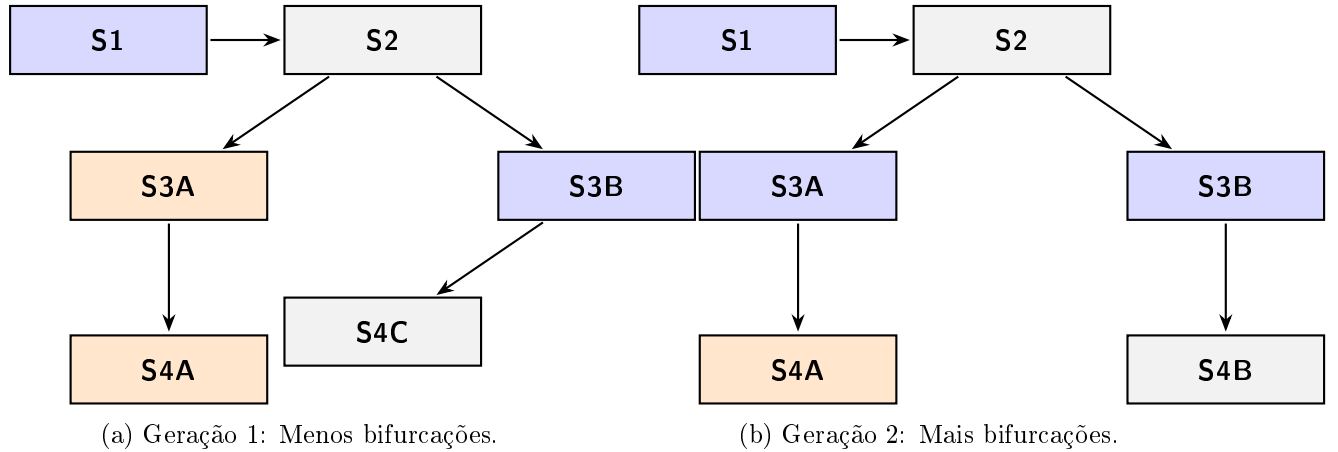 S1
S2
S3A
S3B
S4C
S4A
(a) Geração 1: Menos bifurcações.
S1
S2
S3A
S3B
S4A
S4B
(b) Geração 2: Mais bifurcações.